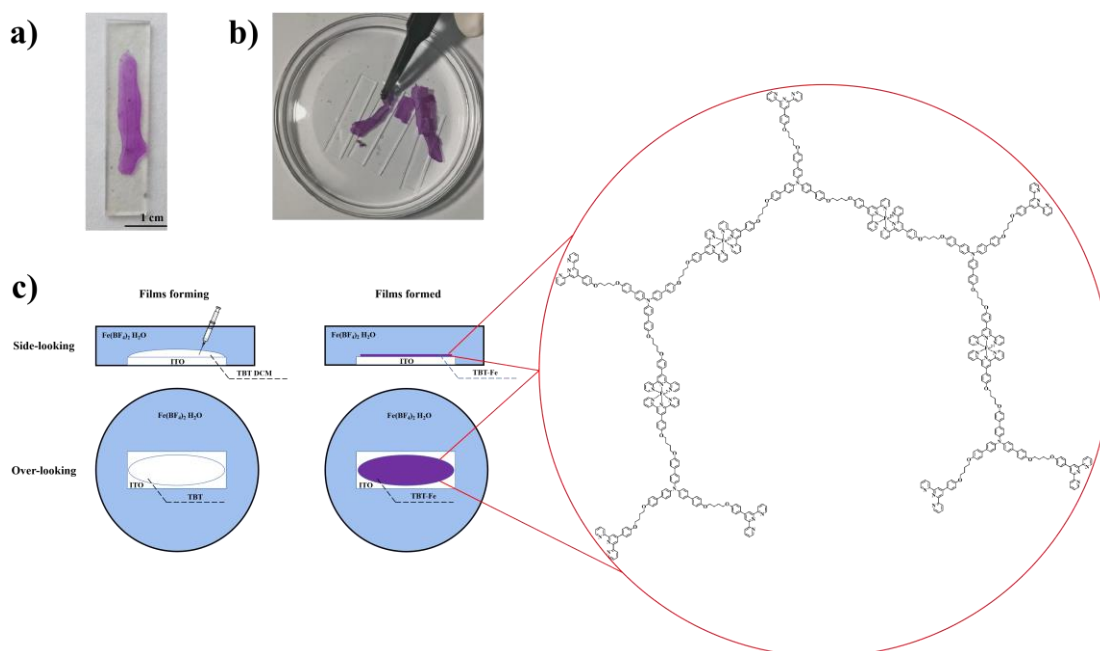 a)
b)
1 cm
c)
Films forming
Films formed
Side-looking
Fe(BF₄)₂ H₂O
ITO
TBT DCM
Fe(BF₄)₂ H₂O
ITO
TBT-Fe
Over-looking
Fe(BF₄)₂ H₂O
ITO
TBT
Fe(BF₄)₂ H₂O
ITO
TBT-Fe